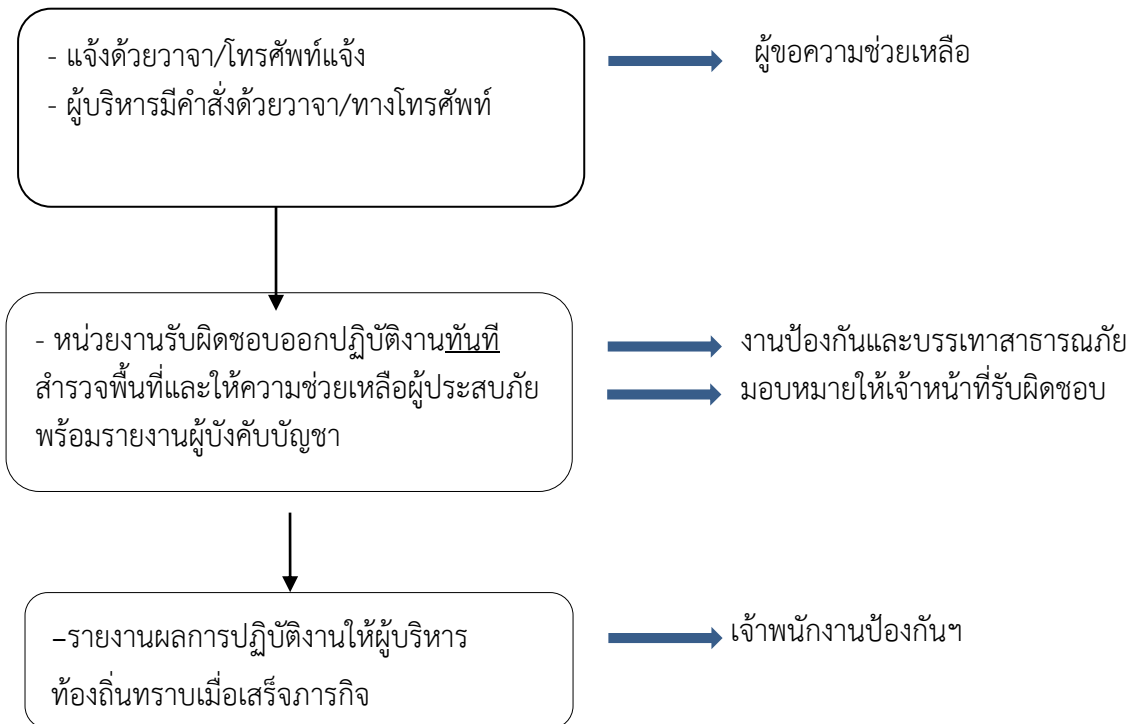 - แจ้งด้วยวาจา/โทรศัพท์แจ้ง
- ผู้บริหารมีคำสั่งด้วยวาจา/ทางโทรศัพท์
ผู้ขอความช่วยเหลือ
- หน่วยงานรับผิดชอบออกปฏิบัติงานทันที
สำรวจพื้นที่และให้ความช่วยเหลือผู้ประสบภัย
พร้อมรายงานผู้บังคับบัญชา
งานป้องกันและบรรเทาสาธารณภัย
มอบหมายให้เจ้าหน้าที่รับผิดชอบ
–รายงานผลการปฏิบัติงานให้ผู้บริหาร
ท้องถิ่นทราบเมื่อเสร็จภารกิจ
เจ้าพนักงานป้องกันฯ